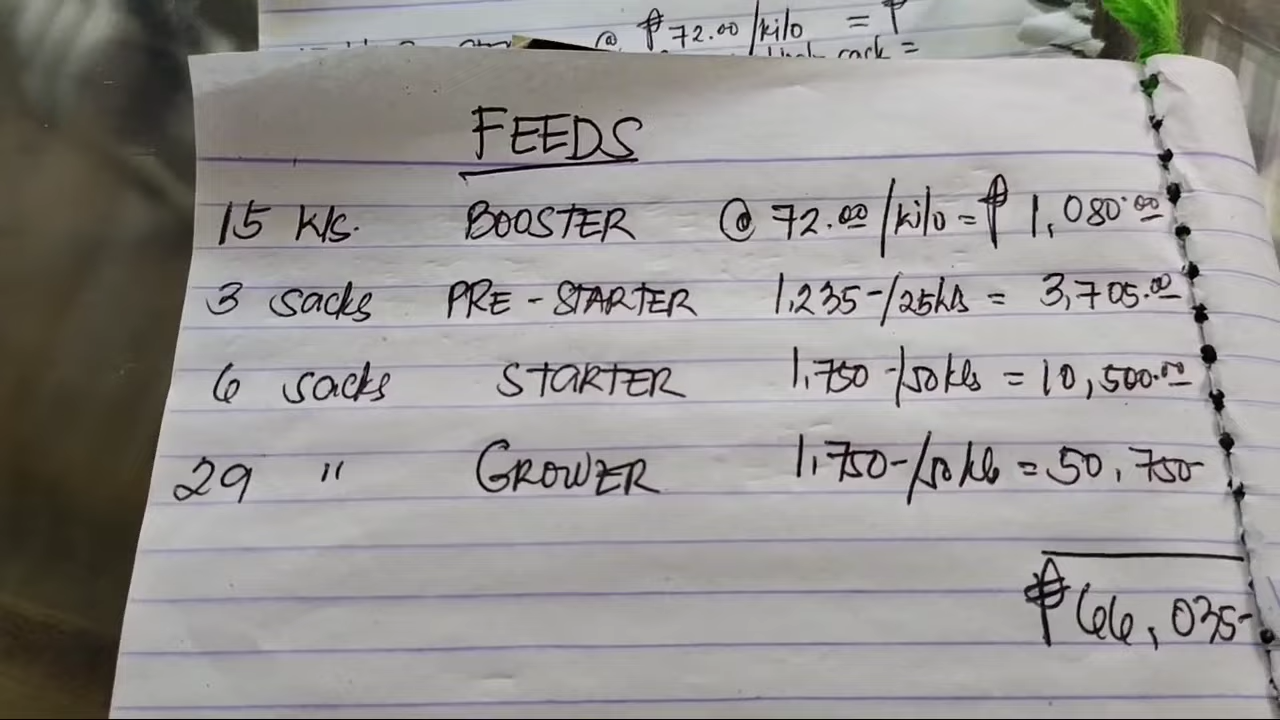 @ ₱72.00/kilo = ₱
sack =
FEEDS
15 kls. BOOSTER @ 72.00/kilo = ₱ 1,080.00
3 sacks PRE-STARTER 1,235-/25kls = 3,705.00
6 sacks STARTER 1,750-/50kls = 10,500.00
29 " GROWER 1,750-/50kls = 50,750-
₱66,035-